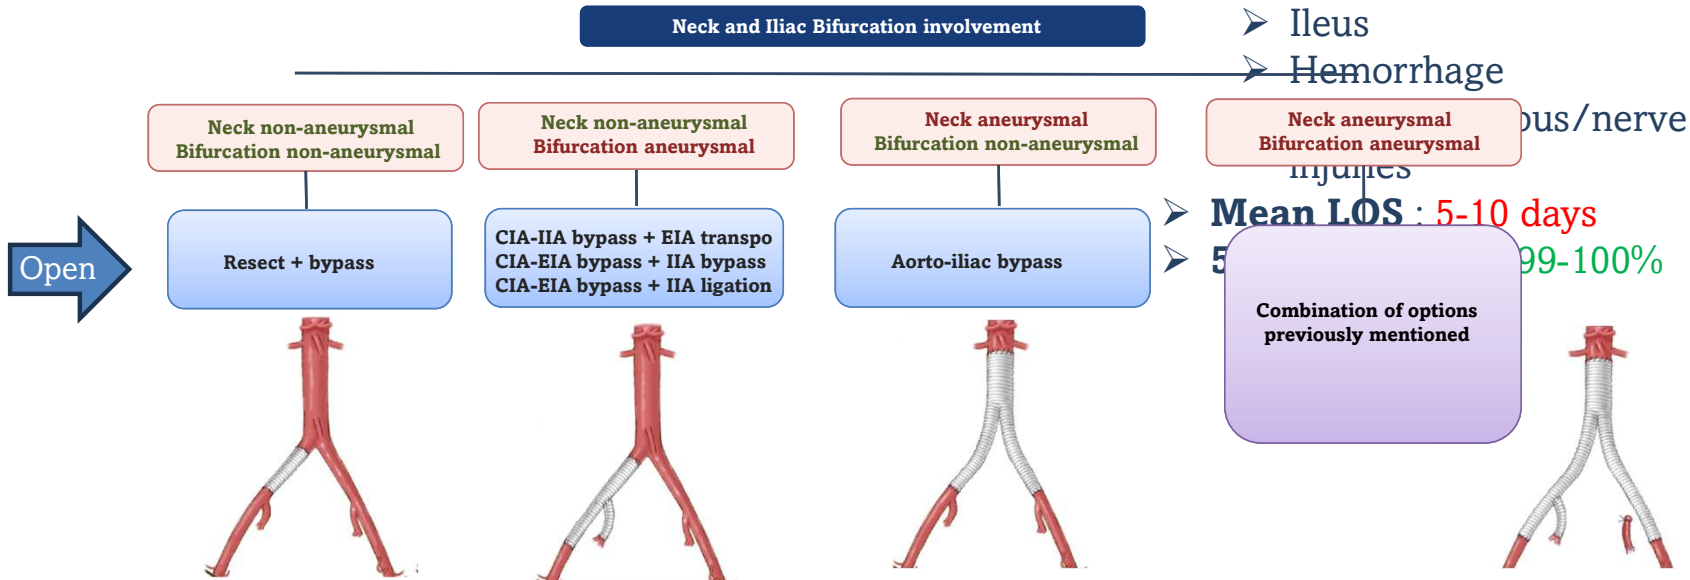 Neck and Iliac Bifurcation involvement
Ileus
Hemorrhage
Neck non-aneurysmal
Bifurcation non-aneurysmal
Neck non-aneurysmal
Bifurcation aneurysmal
Neck aneurysmal
Bifurcation non-aneurysmal
Neck aneurysmal
Bifurcation aneurysmal
ous/nerve
injuries
Mean LOS : 5-10 days
5
99-100%
Open
Resect + bypass
CIA-IIA bypass + EIA transpo
CIA-EIA bypass + IIA bypass
CIA-EIA bypass + IIA ligation
Aorto-iliac bypass
Combination of options
previously mentioned